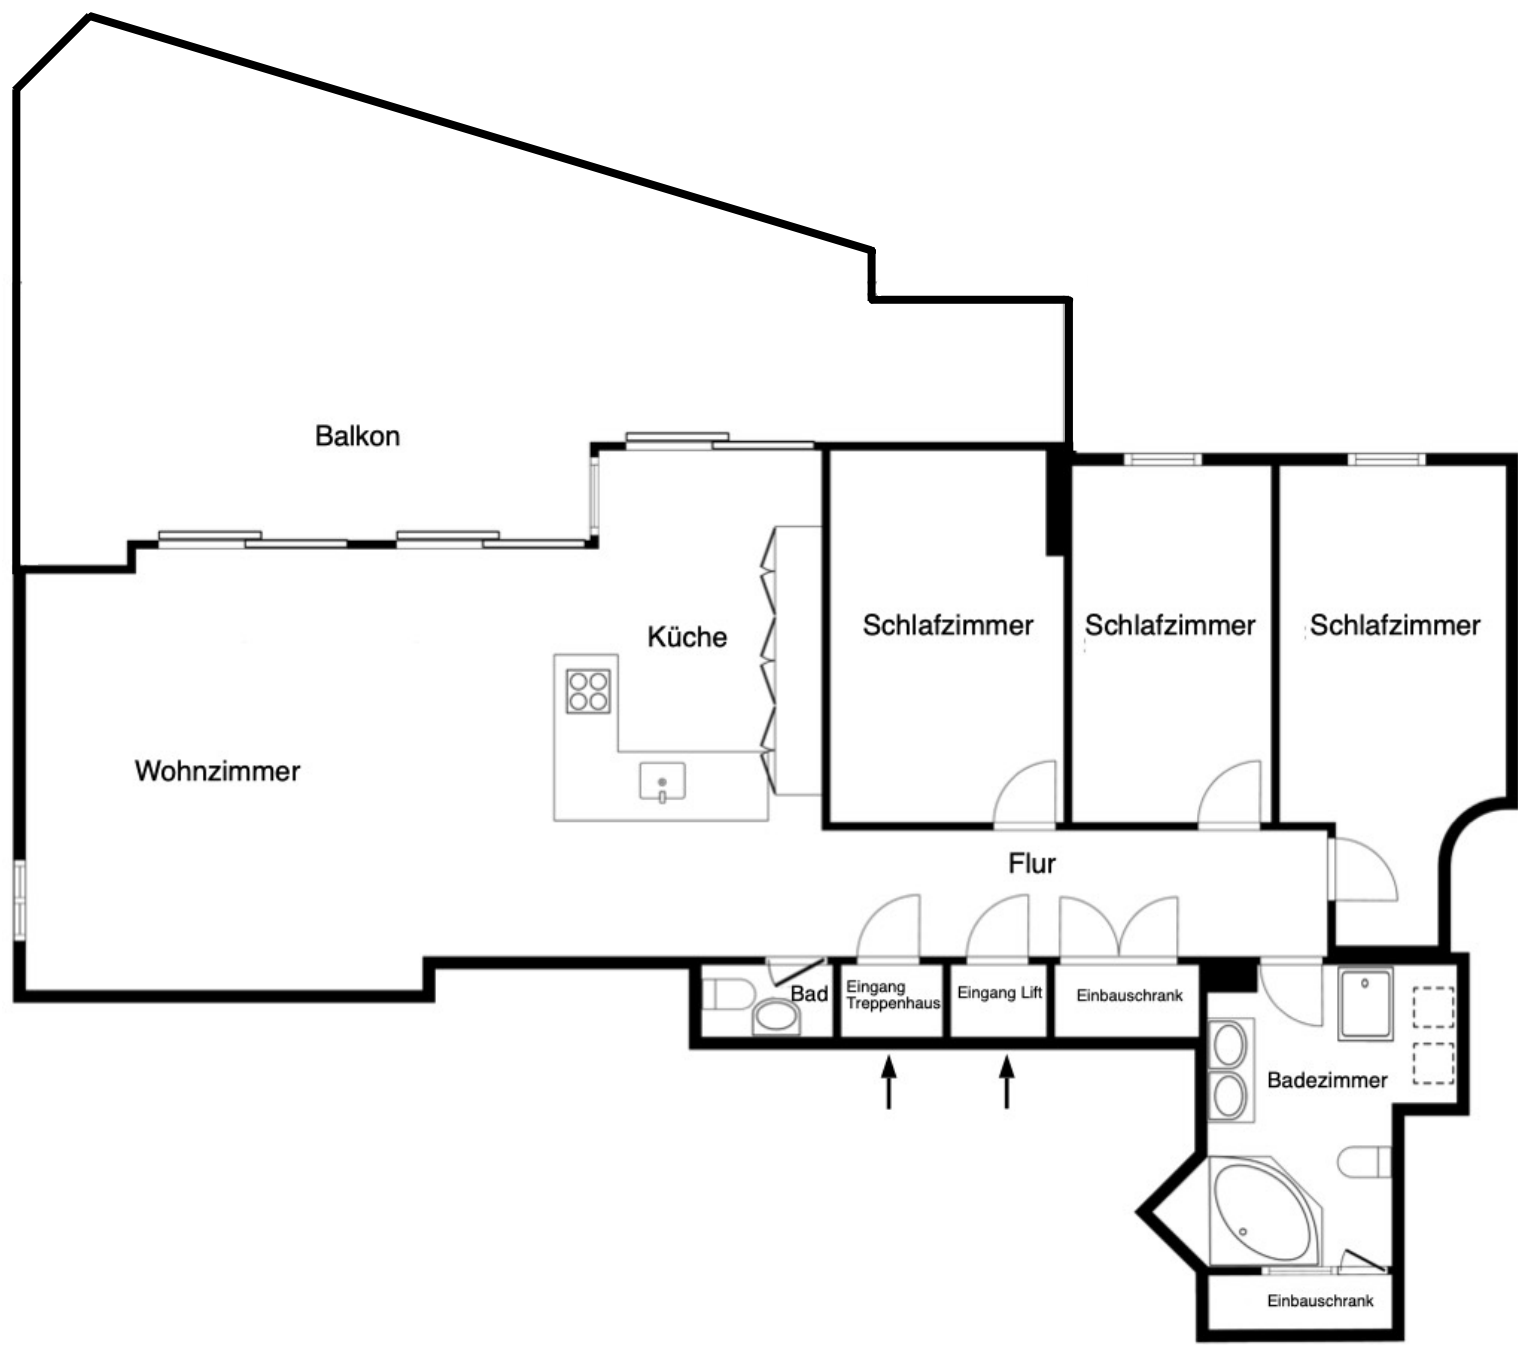 Balkon
Schlafzimmer
Schlafzimmer
Schlafzimmer
Küche
Wohnzimmer
Flur
Bad
Eingang
Treppenhaus
Eingang Lift
Einbauschrank
Badezimmer
Einbauschrank